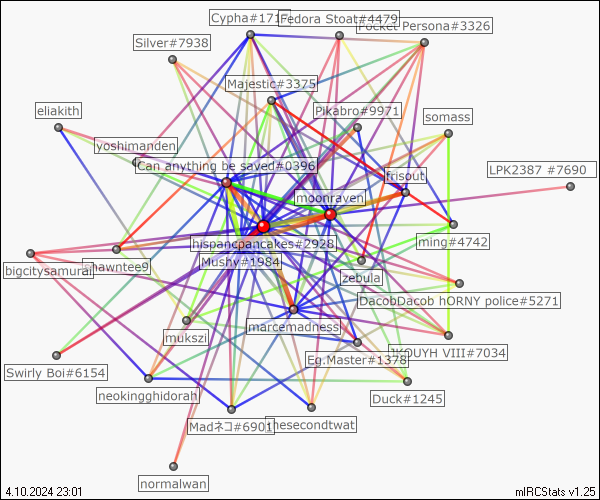 Cypha#171
Fedora Stoat#4479
Pocket Persona#3326
Silver#7938
Majestic#3375
eliakith
Pikabro#9971
somass
yoshimanden
Can anything be saved#0396
frisout
LPK2387 #7690
moonraven
hispancpancakes#2928
ming#4742
Mushy#1984
bigcitysamurai
shawntee9
zebula
DacobDacob hORNY police#5271
mukszi
marcemadness
Eg.Master#1378
YOUYH VIII#7034
Swirly Boi#6154
neokingghidorah
Duck#1245
Madネコ#6901
thesecondtwat
normalwan
4.10.2024 23:01
mIRCStats v1.25